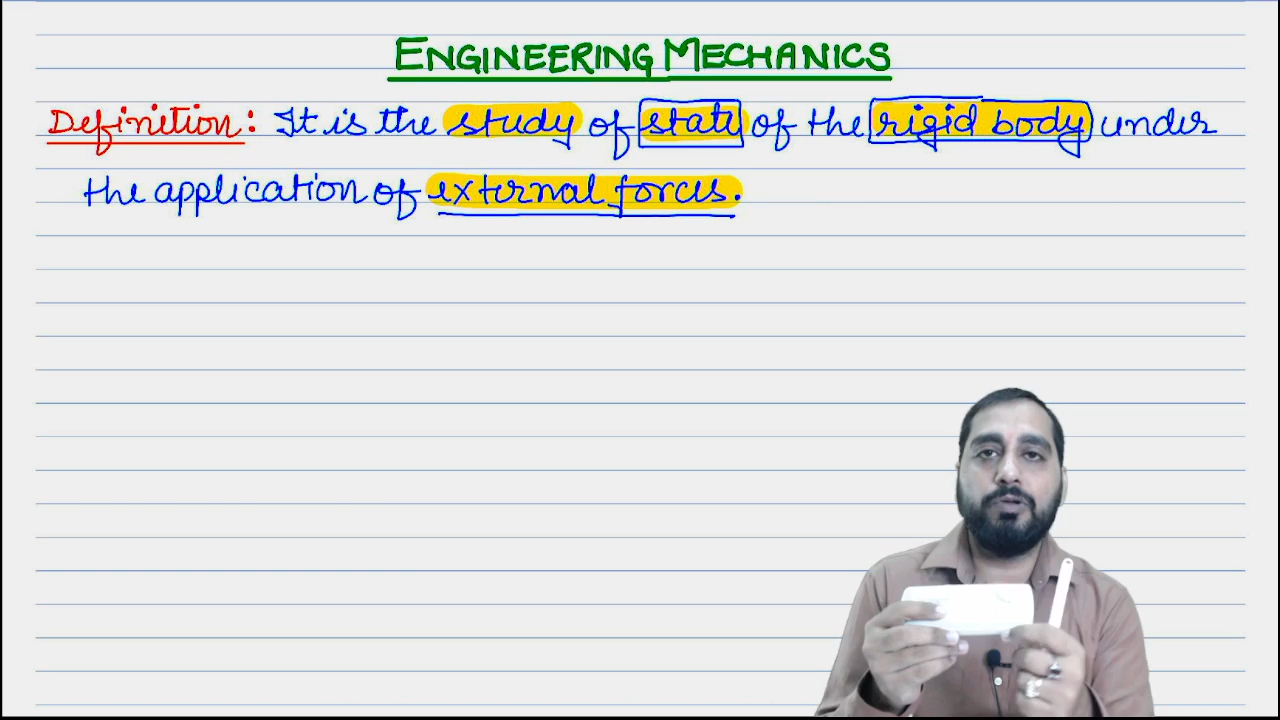 ENGINEERING MECHANICS
Definition: It is the study of state of the rigid body under
the application of external forces.